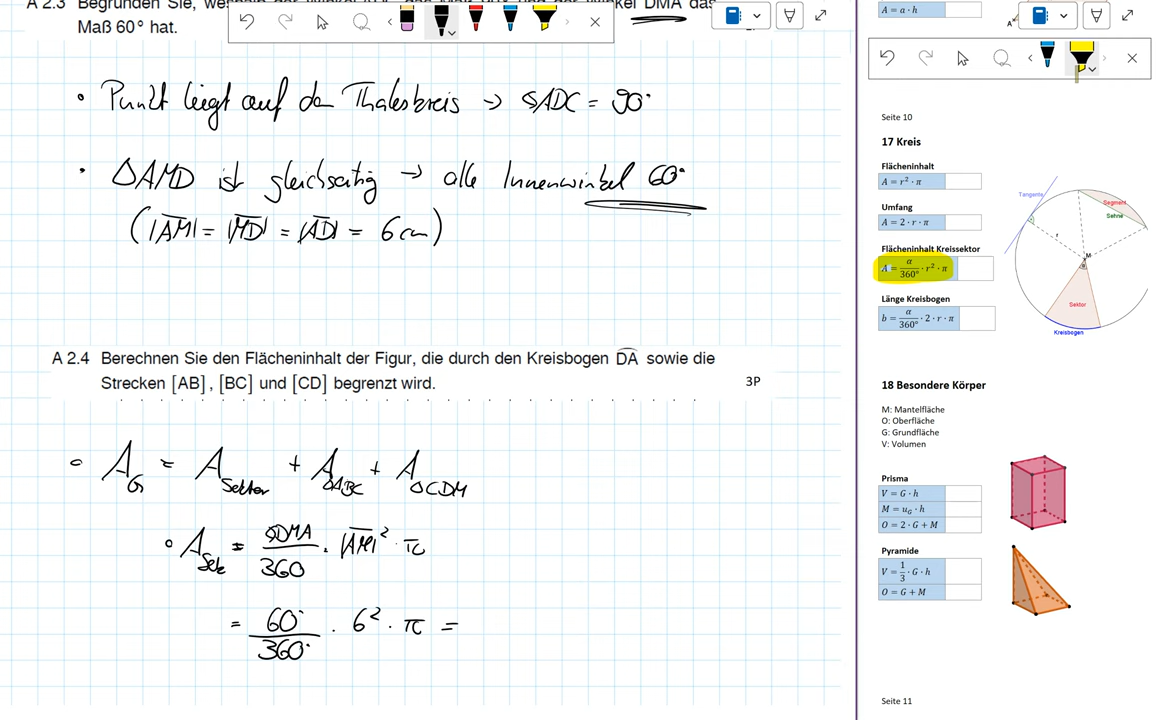 Maß 60° hat.
• Punkt liegt auf dem Thaleskreis → ∢ADC = 90°
• ΔAMD ist gleichseitig → alle Innenwinkel 60°
(|AM| = |MD| = |AD| = 6 cm)
A 2.4 Berechnen Sie den Flächeninhalt der Figur, die durch den Kreisbogen DA sowie die
Strecken [AB], [BC] und [CD] begrenzt wird.
3P
A_G = A_Sektor + A_ΔABC + A_ΔCDM
A_Sek = ∢DMA/360 · |AM|² · π
= 60°/360° · 6² · π =
A = a · h
Seite 10
17 Kreis
Flächeninhalt
A = r² · π
Umfang
A = 2 · r · π
Flächeninhalt Kreissektor
A = α/360° · r² · π
Länge Kreisbogen
b = α/360° · 2 · r · π
Tangente
Segment
Sehne
r
M
Sektor
Kreisbogen
18 Besondere Körper
M: Mantelfläche
O: Oberfläche
G: Grundfläche
V: Volumen
Prisma
V = G · h
M = u_G · h
O = 2 · G + M
Pyramide
V = 1/3 · G · h
O = G + M
Seite 11